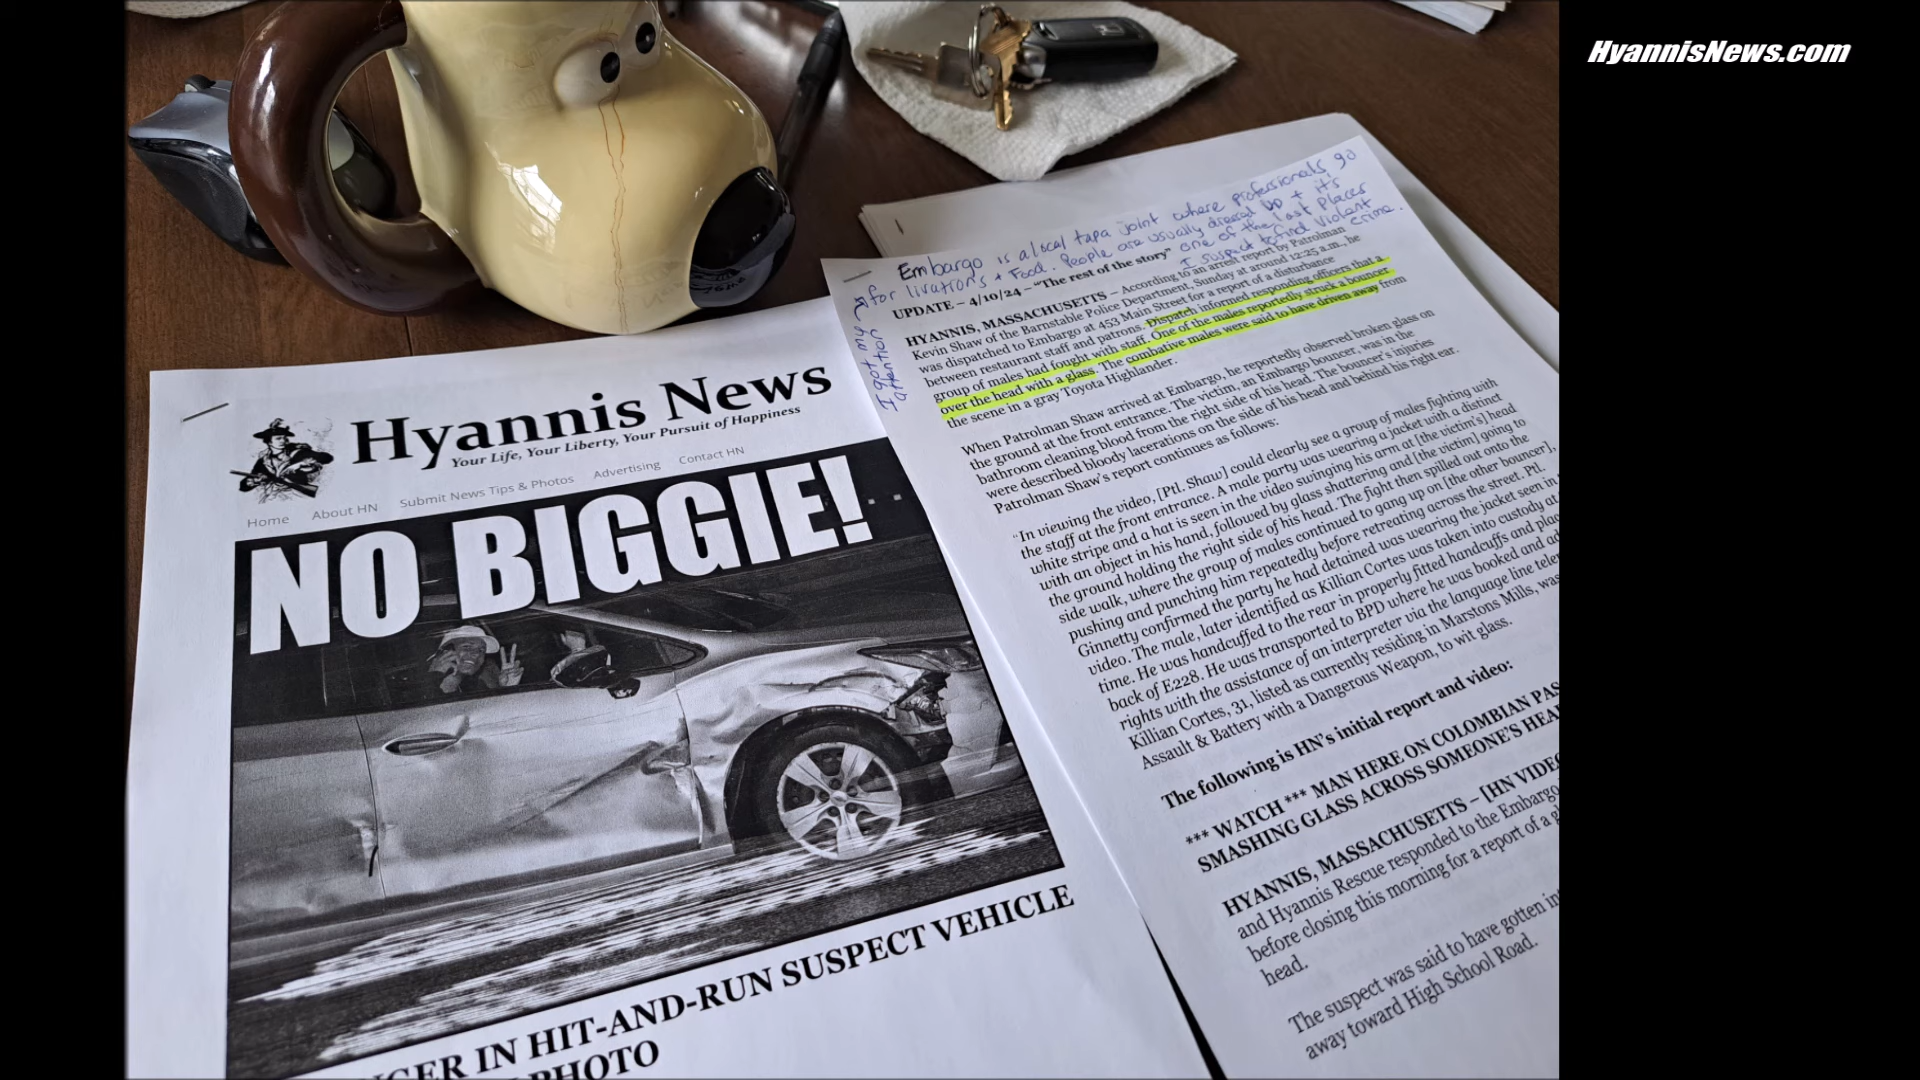 HyannisNews.com
Embargo is a local tapa joint where professionals go
for livations + Food. People are usually dressed up + it's
one of the last places
I suspect to find violent
crime.
I got my
attention
UPDATE – 4/10/24 – “The rest of the story”
HYANNIS, MASSACHUSETTS – According to an arrest report by Patrolman
Kevin Shaw of the Barnstable Police Department, Sunday at around 12:25 a.m., he
was dispatched to Embargo at 453 Main Street for a report of a disturbance
between restaurant staff and patrons. Dispatch informed responding officers that a
group of males had fought with staff. One of the males reportedly struck a bouncer
over the head with a glass. The combative males were said to have driven away from
the scene in a gray Toyota Highlander.
When Patrolman Shaw arrived at Embargo, he reportedly observed broken glass on
the ground at the front entrance. The victim, an Embargo bouncer, was in the
bathroom cleaning blood from the right side of his head. The bouncer's injuries
were described bloody lacerations on the side of his head and behind his right ear.
Patrolman Shaw's report continues as follows:
“In viewing the video, [Ptl. Shaw] could clearly see a group of males fighting with
the staff at the front entrance. A male party was wearing a jacket with a distinct
white stripe and a hat is seen in the video swinging his arm at [the victim's] head
with an object in his hand, followed by glass shattering and [the victim] going to
the ground holding the right side of his head. The fight then spilled out onto the
side walk, where the group of males continued to gang up on [the other bouncer],
pushing and punching him repeatedly before retreating across the street. Ptl.
Ginnetty confirmed the party he had detained was wearing the jacket seen in
video. The male, later identified as Killian Cortes was taken into custody at
time. He was handcuffed to the rear in properly fitted handcuffs and plac
back of E228. He was transported to BPD where he was booked and ad
rights with the assistance of an interpreter via the language line tele
Killian Cortes, 31, listed as currently residing in Marstons Mills, was
Assault & Battery with a Dangerous Weapon, to wit glass.
The following is HN's initial report and video:
*** WATCH *** MAN HERE ON COLOMBIAN PAS
SMASHING GLASS ACROSS SOMEONE'S HEA
HYANNIS, MASSACHUSETTS – [HN VIDEO
and Hyannis Rescue responded to the Embargo
before closing this morning for a report of a g
head.
The suspect was said to have gotten in
away toward High School Road.
Hyannis News
Your Life, Your Liberty, Your Pursuit of Happiness
Home About HN Submit News Tips & Photos Advertising Contact HN
NO BIGGIE!. . .
NGER IN HIT-AND-RUN SUSPECT VEHICLE
PHOTO